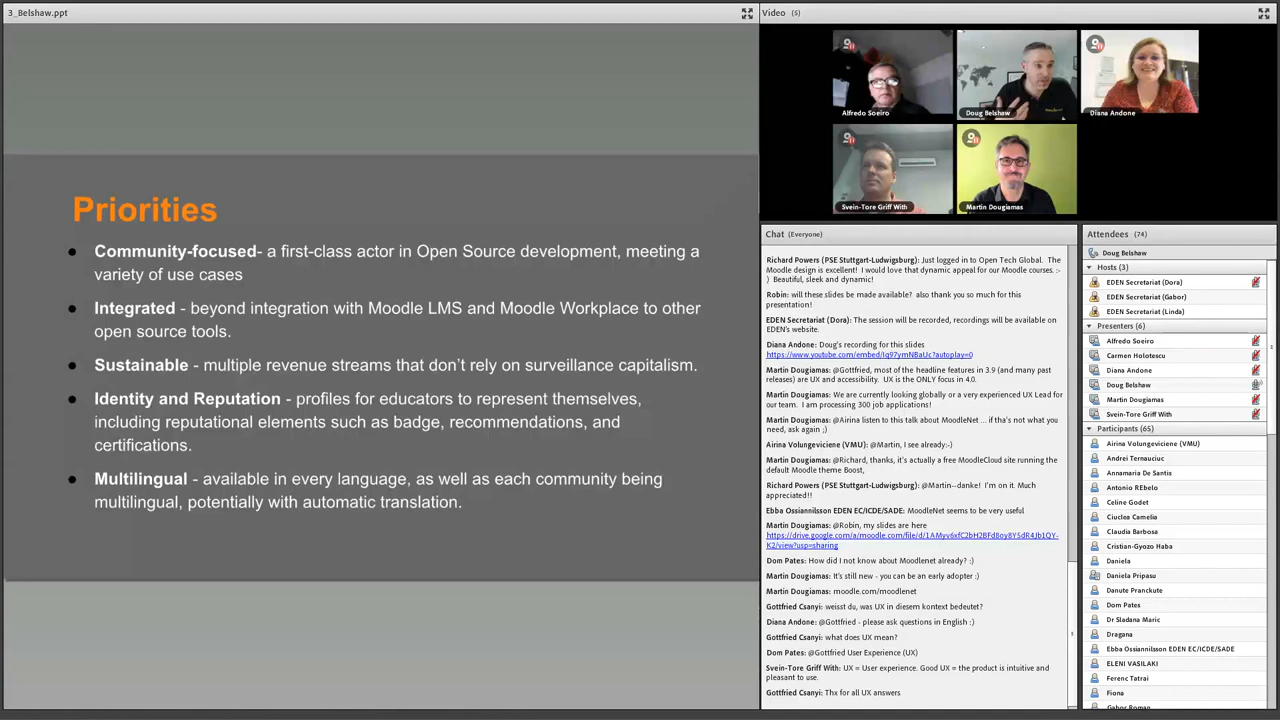 3_Belshaw.ppt
Priorities
● Community-focused- a first-class actor in Open Source development, meeting a
variety of use cases
● Integrated - beyond integration with Moodle LMS and Moodle Workplace to other
open source tools.
● Sustainable - multiple revenue streams that don't rely on surveillance capitalism.
● Identity and Reputation - profiles for educators to represent themselves,
including reputational elements such as badge, recommendations, and
certifications.
● Multilingual - available in every language, as well as each community being
multilingual, potentially with automatic translation.
Video (5)
Alfredo Soeiro
Doug Belshaw
Diana Andone
Svein-Tore Griff With
Martin Dougiamas
Chat (Everyone)
Richard Powers (PSE Stuttgart-Ludwigsburg): Just logged in to Open Tech Global. The
Moodle design is excellent! I would love that dynamic appeal for our Moodle courses. :-
) Beautiful, sleek and dynamic!
Robin: will these slides be made available? also thank you so much for this
presentation!
EDEN Secretariat (Dora): The session will be recorded, recordings will be available on
EDEN's website.
Diana Andone: Doug's recording for this slides
https://www.youtube.com/embed/Iq97ymNBaUc?autoplay=0
Martin Dougiamas: @Gottfried, most of the headline features in 3.9 (and many past
releases) are UX and accessibility. UX is the ONLY focus in 4.0.
Martin Dougiamas: We are currently looking globally or a very experienced UX Lead for
our team. I am processing 300 job applications!
Martin Dougiamas: @Airina listen to this talk about MoodleNet ... if tha's not what you
need, ask again ;)
Airina Volungeviciene (VMU): @Martin, I see already:-)
Martin Dougiamas: @Richard, thanks, it's actually a free MoodleCloud site running the
default Moodle theme Boost,
Richard Powers (PSE Stuttgart-Ludwigsburg): @Martin--danke! I'm on it. Much
appreciated!!
Ebba Ossiannilsson EDEN EC/ICDE/SADE: MoodleNet seems to be very useful
Martin Dougiamas: @Robin, my slides are here
https://drive.google.com/a/moodle.com/file/d/1AMyv6xfC2bH2BFd8oy8Y5dR4Jb1QY-
K2/view?usp=sharing
Dom Pates: How did I not know about Moodlenet already? :)
Martin Dougiamas: It's still new - you can be an early adopter :)
Martin Dougiamas: moodle.com/moodlenet
Gottfried Csanyi: weisst du, was UX in diesem kontext bedeutet?
Diana Andone: @Gottfried - please ask questions in English :)
Gottfried Csanyi: what does UX mean?
Dom Pates: @Gottfried User Experience (UX)
Svein-Tore Griff With: UX = User experience. Good UX = the product is intuitive and
pleasant to use.
Gottfried Csanyi: Thx for all UX answers
Attendees (74)
Doug Belshaw
Hosts (3)
EDEN Secretariat (Dora)
EDEN Secretariat (Gabor)
EDEN Secretariat (Linda)
Presenters (6)
Alfredo Soeiro
Carmen Holotescu
Diana Andone
Doug Belshaw
Martin Dougiamas
Svein-Tore Griff With
Participants (65)
Airina Volungeviciene (VMU)
Andrei Ternauciuc
Annamaria De Santis
Antonio REbelo
Celine Godet
Ciuclea Camelia
Claudia Barbosa
Cristian-Gyozo Haba
Daniela
Daniela Pripasu
Danute Pranckute
Dom Pates
Dr Sladana Maric
Dragana
Ebba Ossiannilsson EDEN EC/ICDE/SADE
ELENI VASILAKI
Ferenc Tatrai
Fiona
Gabor Roman